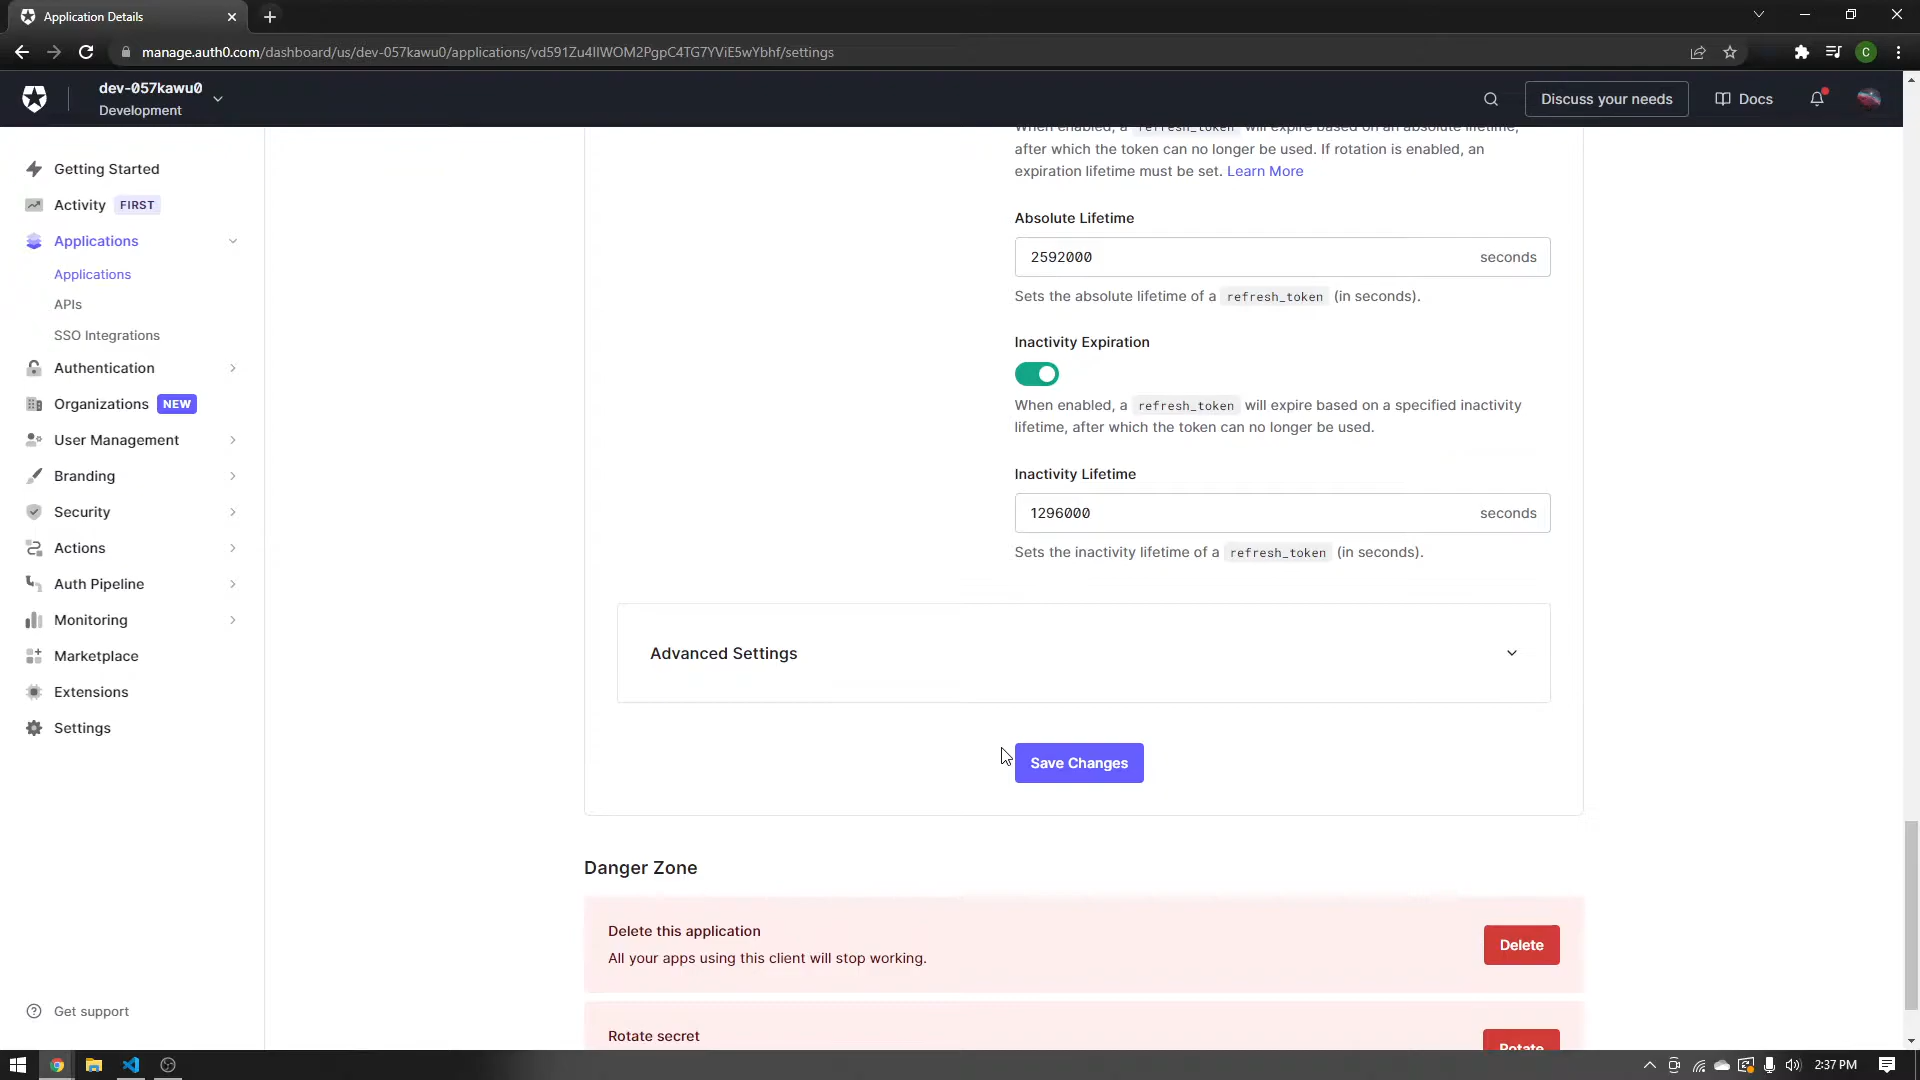 Application Details
manage.auth0.com/dashboard/us/dev-057kawu0/applications/vd591Zu4IIWOM2PgpC4TG7YViE5wYbhf/settings
C
dev-057kawu0
Development
Discuss your needs
Docs
Getting Started
Activity FIRST
Applications
Applications
APIs
SSO Integrations
Authentication
Organizations NEW
User Management
Branding
Security
Actions
Auth Pipeline
Monitoring
Marketplace
Extensions
Settings
Get support
When enabled, a refresh_token will expire based on an absolute lifetime,
after which the token can no longer be used. If rotation is enabled, an
expiration lifetime must be set. Learn More
Absolute Lifetime
2592000 seconds
Sets the absolute lifetime of a refresh_token (in seconds).
Inactivity Expiration
When enabled, a refresh_token will expire based on a specified inactivity
lifetime, after which the token can no longer be used.
Inactivity Lifetime
1296000 seconds
Sets the inactivity lifetime of a refresh_token (in seconds).
Advanced Settings
Save Changes
Danger Zone
Delete this application
All your apps using this client will stop working.
Delete
Rotate secret
Rotate
2:37 PM